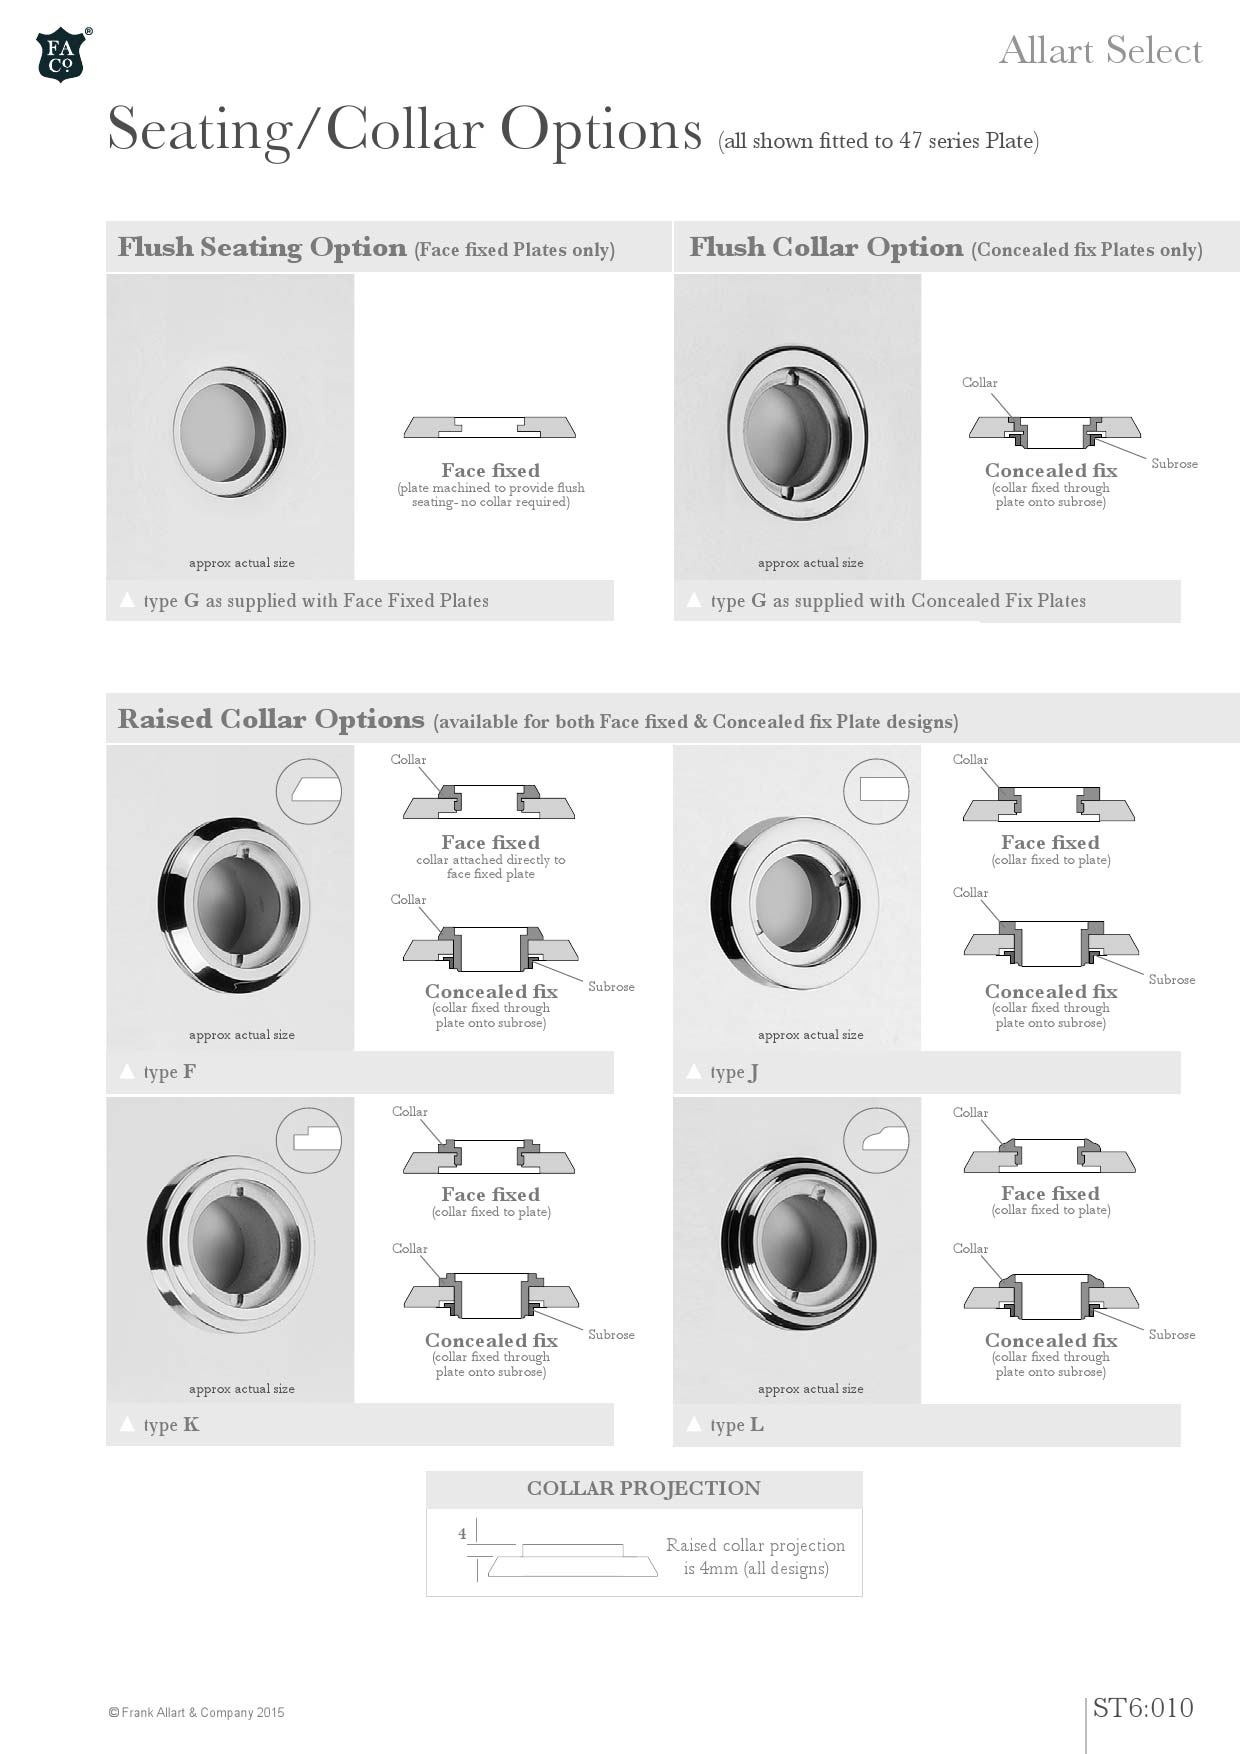 FA
Co.
®
Allart Select
Seating/Collar Options (all shown fitted to 47 series Plate)
Flush Seating Option (Face fixed Plates only)
Face fixed
(plate machined to provide flush
seating- no collar required)
approx actual size
type G as supplied with Face Fixed Plates
Flush Collar Option (Concealed fix Plates only)
Collar
Subrose
Concealed fix
(collar fixed through
plate onto subrose)
approx actual size
type G as supplied with Concealed Fix Plates
Raised Collar Options (available for both Face fixed & Concealed fix Plate designs)
Collar
Face fixed
collar attached directly to
face fixed plate
Collar
Subrose
Concealed fix
(collar fixed through
plate onto subrose)
approx actual size
type F
Collar
Face fixed
(collar fixed to plate)
Collar
Subrose
Concealed fix
(collar fixed through
plate onto subrose)
approx actual size
type J
Collar
Face fixed
(collar fixed to plate)
Collar
Subrose
Concealed fix
(collar fixed through
plate onto subrose)
approx actual size
type K
Collar
Face fixed
(collar fixed to plate)
Collar
Subrose
Concealed fix
(collar fixed through
plate onto subrose)
approx actual size
type L
COLLAR PROJECTION
4
Raised collar projection
is 4mm (all designs)
© Frank Allart & Company 2015
ST6:010